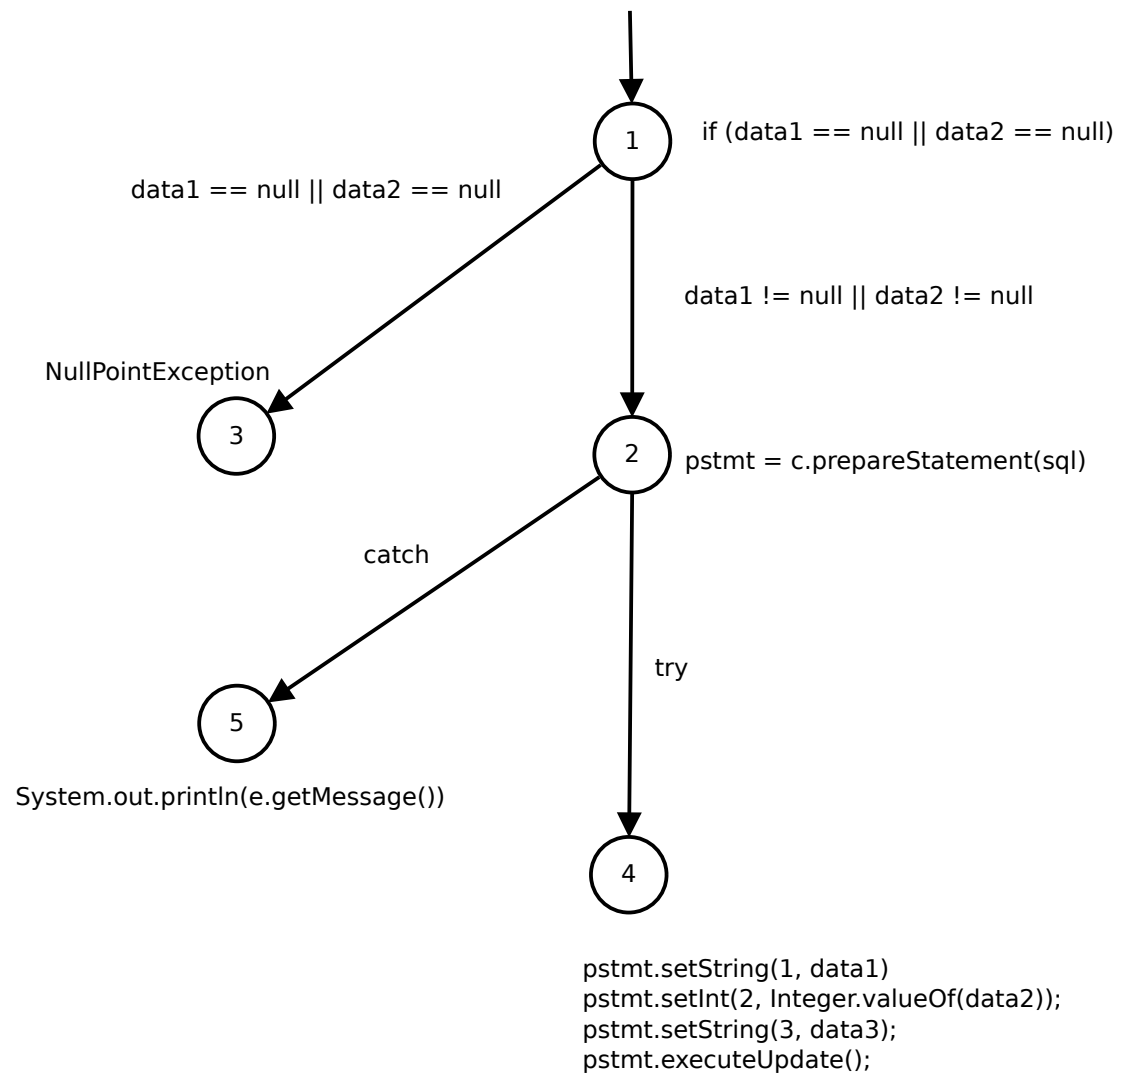 1
if (data1 == null || data2 == null)
data1 == null || data2 == null
data1 != null || data2 != null
NullPointException
3
2
pstmt = c.prepareStatement(sql)
catch
try
5
System.out.println(e.getMessage())
4
pstmt.setString(1, data1)
pstmt.setInt(2, Integer.valueOf(data2));
pstmt.setString(3, data3);
pstmt.executeUpdate();